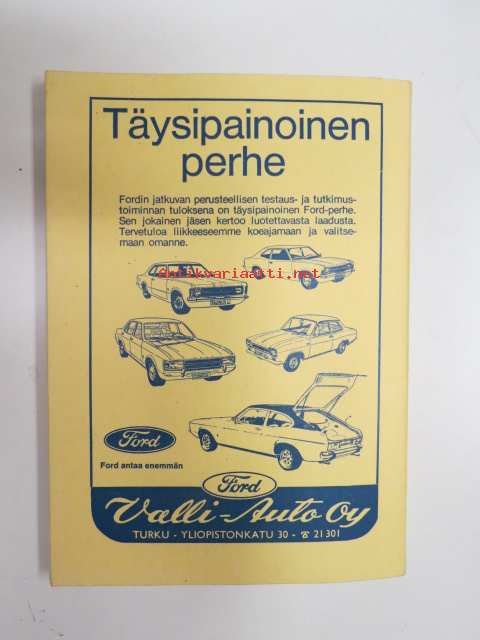 Täysipainoinen
perhe
Fordin jatkuvan perusteellisen testaus- ja tutkimus-
toiminnan tuloksena on täysipainoinen Ford-perhe.
Sen jokainen jäsen kertoo luotettavasta laadusta.
Tervetuloa liikkeeseemme koeajamaan ja valitse-
maan omanne.
antikvariaatti.net
Ford
Ford antaa enemmän
Ford
Valli-Auto Oy
TURKU - YLIOPISTONKATU 30 - ☎ 21 301